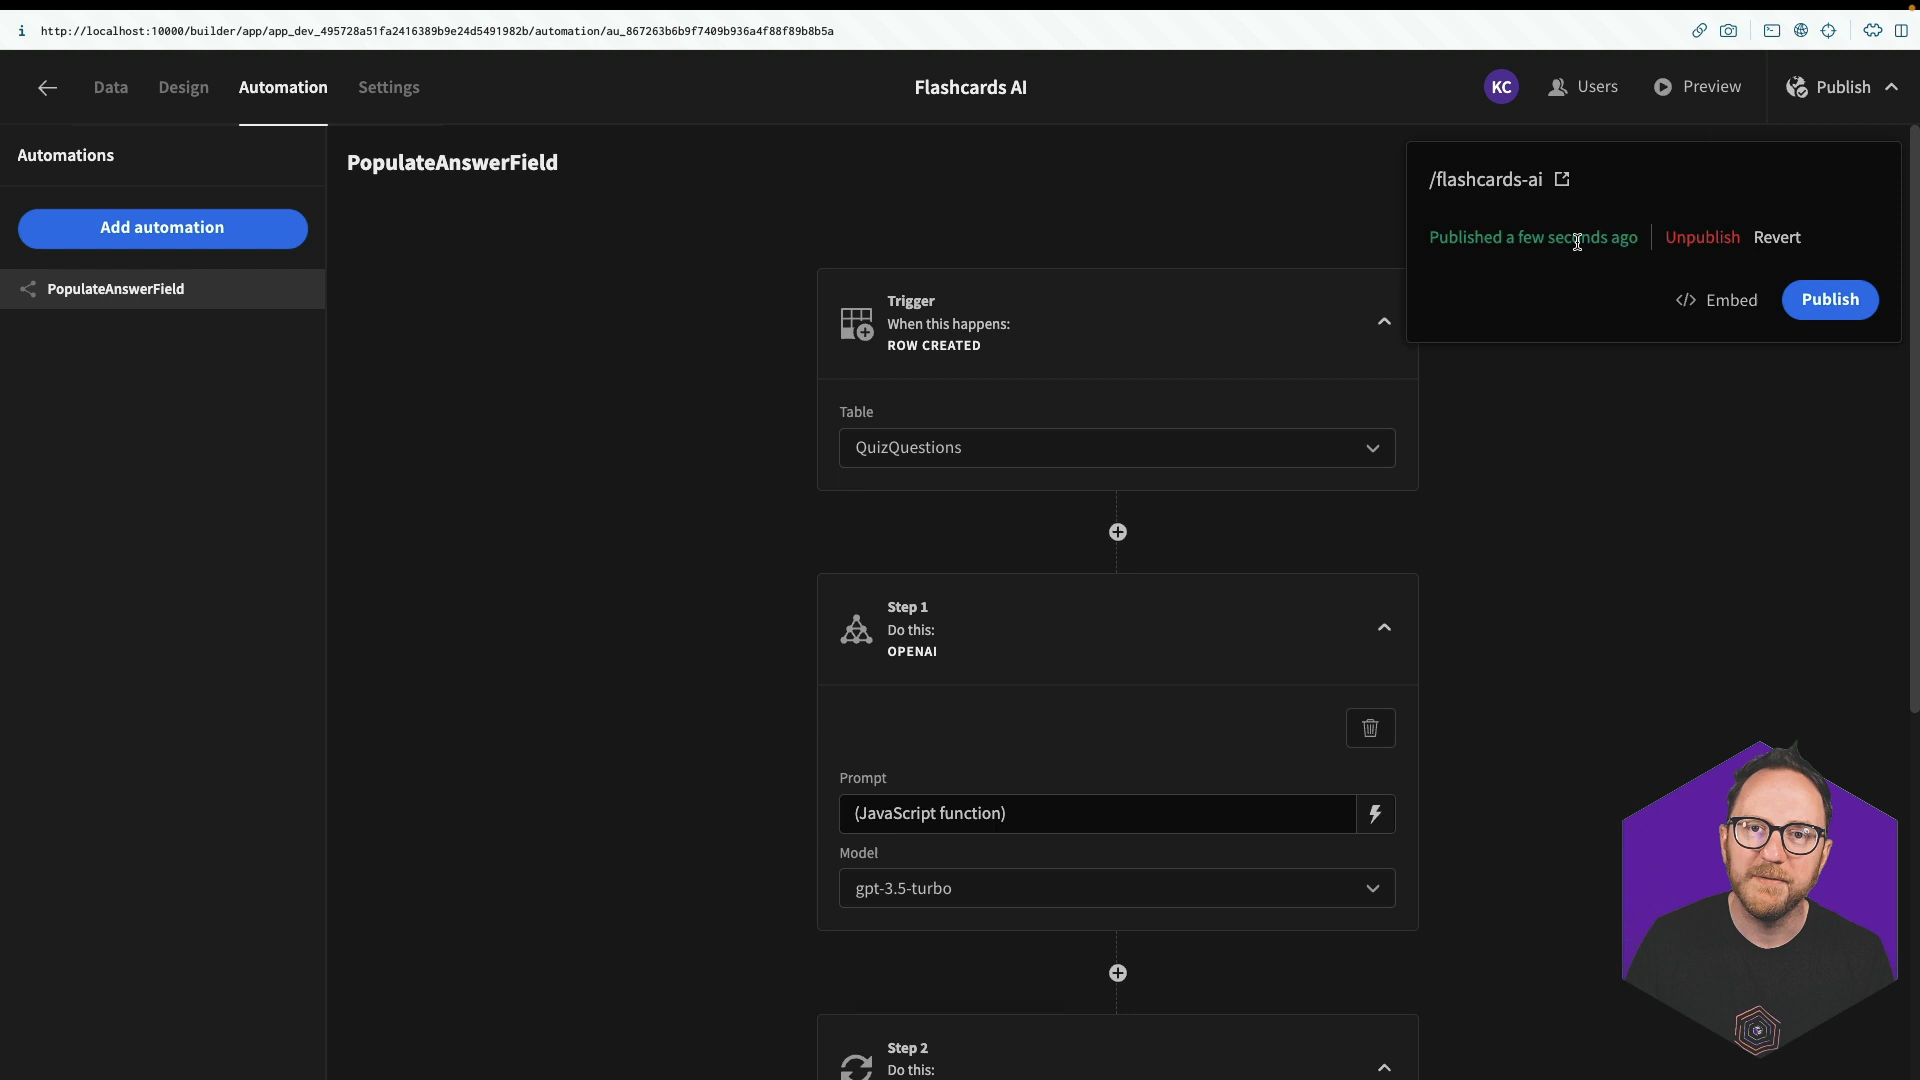 http://localhost:10000/builder/app/app_dev_495728a51fa2416389b9e24d5491982b/automation/au_867263b6b9f7409b936a4f88f89b8b5a
Data Design Automation Settings
Flashcards AI
KC Users Preview Publish
Automations
Add automation
PopulateAnswerField
PopulateAnswerField
/flashcards-ai
Published a few seconds ago Unpublish Revert
</> Embed Publish
Trigger
When this happens:
ROW CREATED
Table
QuizQuestions
Step 1
Do this:
OPENAI
Prompt
(JavaScript function)
Model
gpt-3.5-turbo
Step 2
Do this: